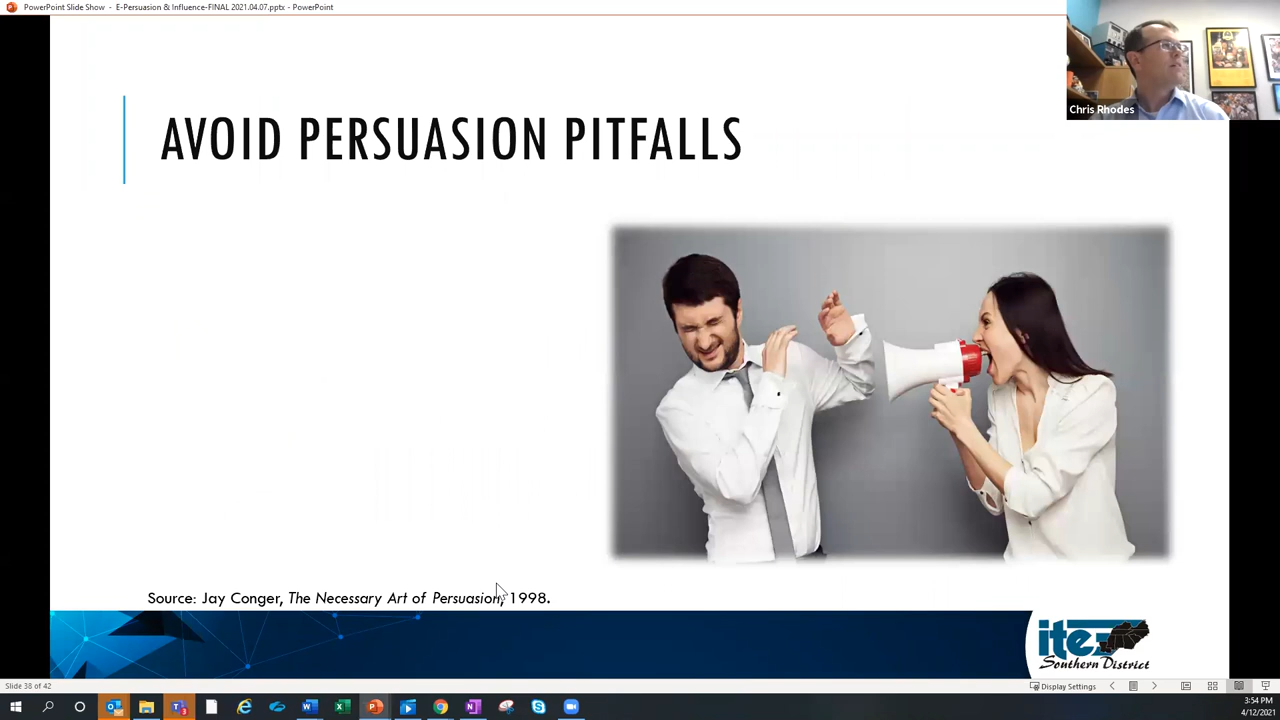 PowerPoint Slide Show - E-Persuasion & Influence-FINAL 2021.04.07.pptx - PowerPoint
Chris Rhodes
AVOID PERSUASION PITFALLS
Source: Jay Conger, The Necessary Art of Persuasion, 1998.
ite
Southern District
Slide 38 of 42
Display Settings
3:54 PM
4/12/2021